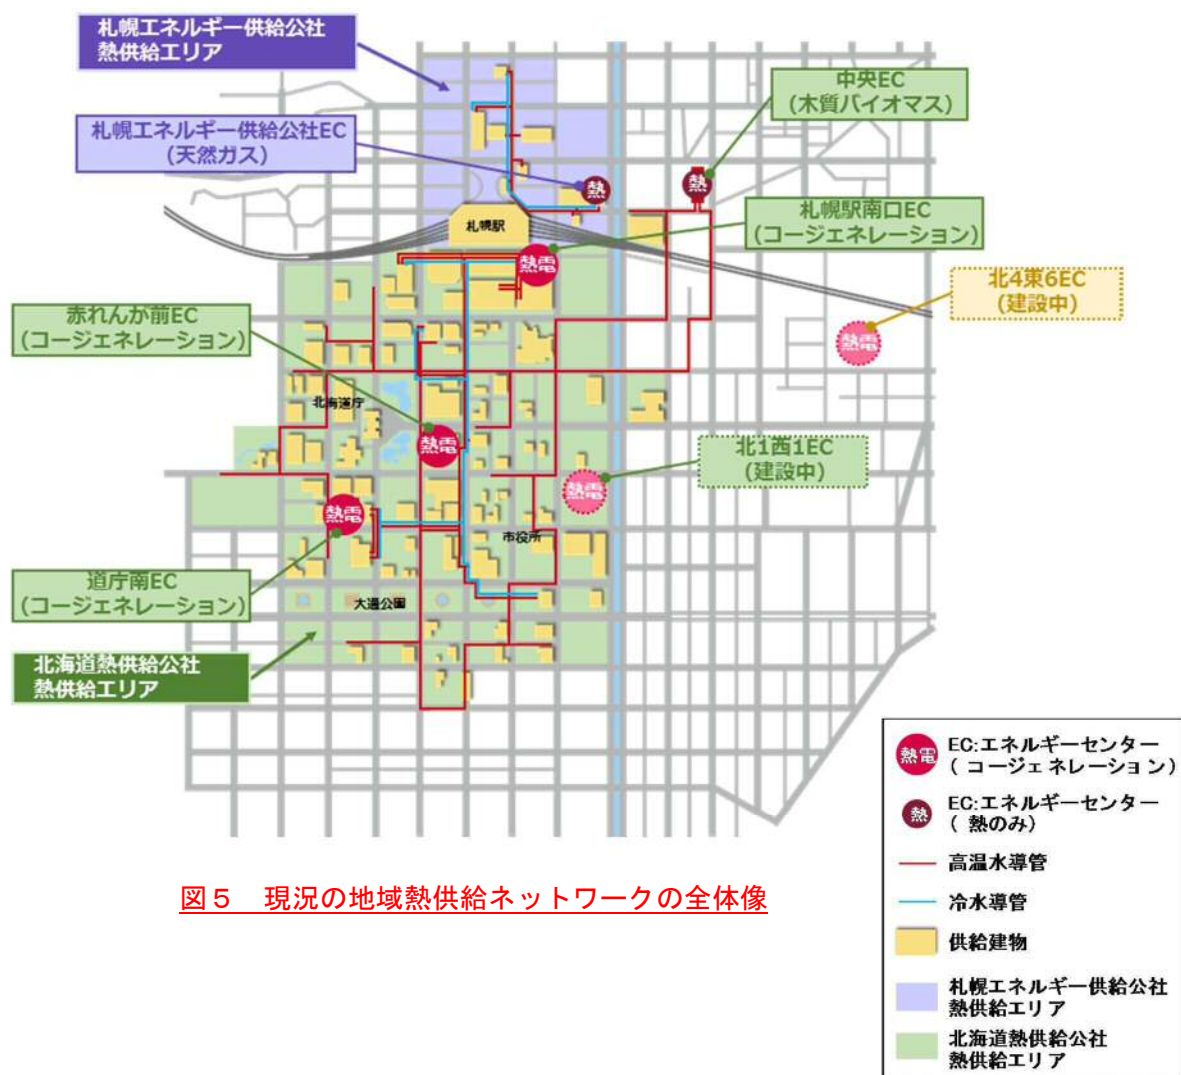 札幌エネルギー供給公社
熱供給エリア
中央EC
(木質バイオマス)
札幌エネルギー供給公社EC
(天然ガス)
熱
熱
札幌駅南口EC
(コージェネレーション)
札幌駅
熱電
北4東6EC
(建設中)
赤れんが前EC
(コージェネレーション)
熱電
北海道庁
熱電
北1西1EC
(建設中)
熱電
熱電
市役所
道庁南EC
(コージェネレーション)
大通公園
北海道熱供給公社
熱供給エリア
熱電
EC:エネルギーセンター
( コージェネレーション)
熱
EC:エネルギーセンター
( 熱のみ)
高温水導管
冷水導管
供給建物
札幌エネルギー供給公社
熱供給エリア
北海道熱供給公社
熱供給エリア
図5 現況の地域熱供給ネットワークの全体像